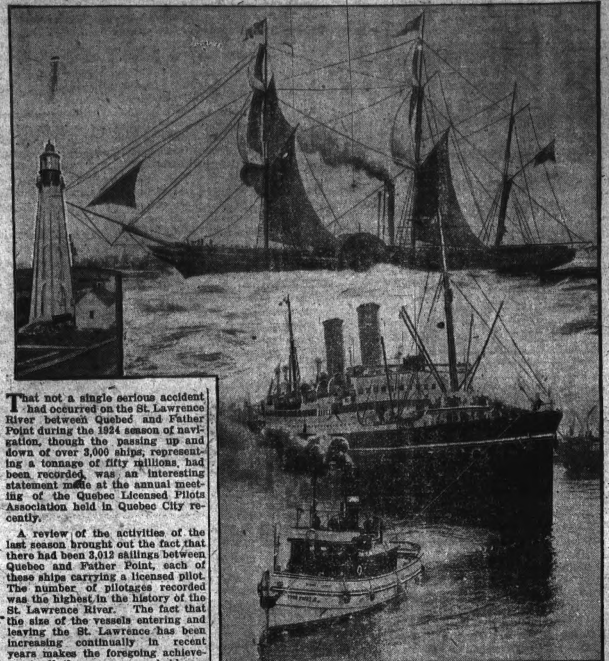 That not a single serious accident
had occurred on the St. Lawrence
River between Quebec and Father
Point during the 1924 season of navi-
gation, though the passing up and
down of over 3,000 ships, represent-
ing a tonnage of fifty millions, had
been recorded, was an interesting
statement made at the annual meet-
ing of the Quebec Licensed Pilots
Association held in Quebec City re-
cently.
A review of the activities of the
last season brought out the fact that
there had been 3,012 sailings between
Quebec and Father Point, each of
these ships carrying a licensed pilot.
The number of pilotages recorded
was the highest in the history of the
St. Lawrence River. The fact that
the size of the vessels entering and
leaving the St. Lawrence has been
increasing continually in recent
years makes the foregoing achieve-